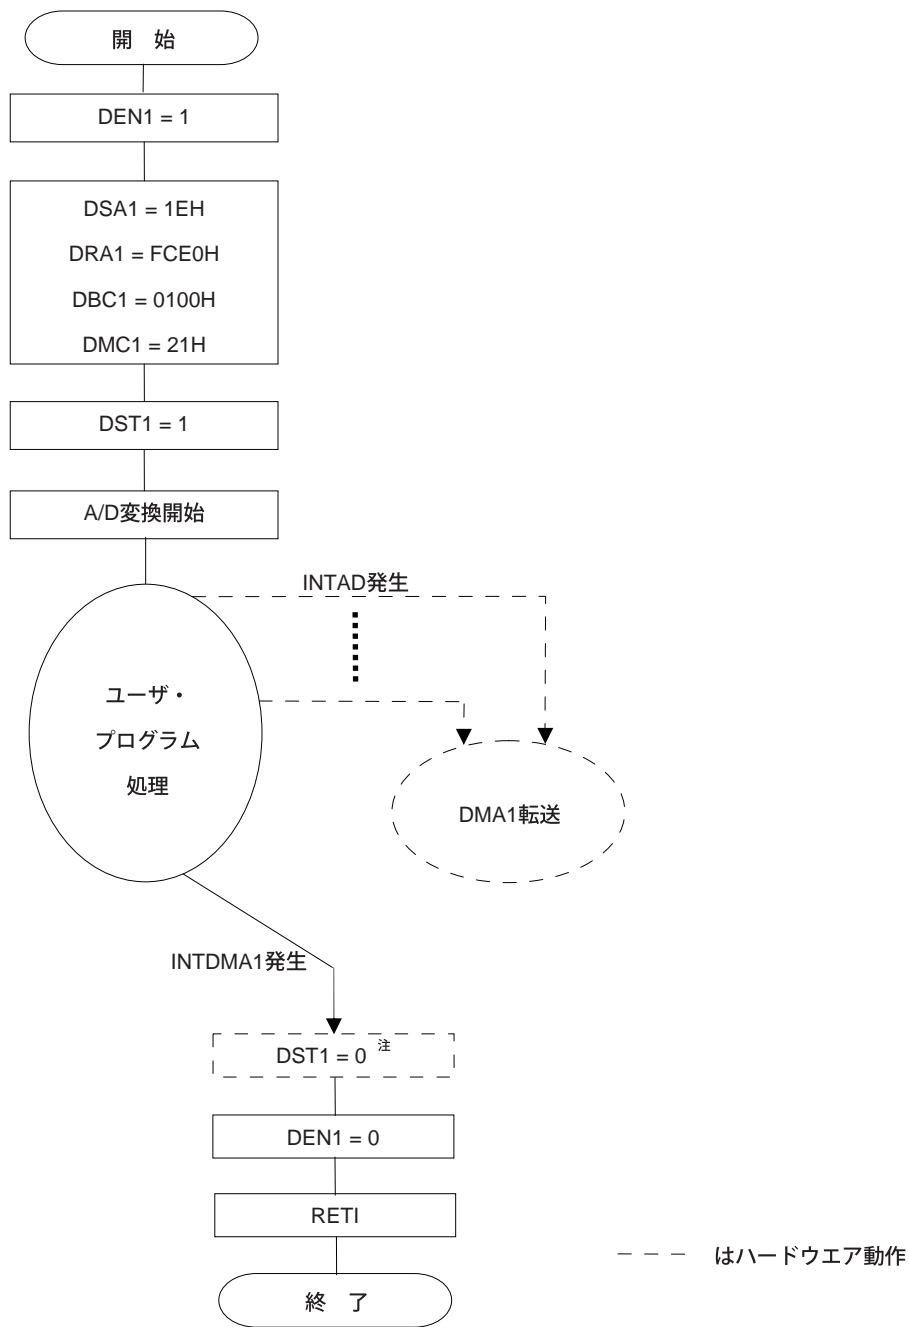 開 始
DEN1 = 1
DSA1 = 1EH
DRA1 = FCE0H
DBC1 = 0100H
DMC1 = 21H
DST1 = 1
A/D変換開始
INTAD発生
ユーザ・
プログラム
処理
DMA1転送
INTDMA1発生
DST1 = 0 注
DEN1 = 0
RETI
はハードウエア動作
終 了